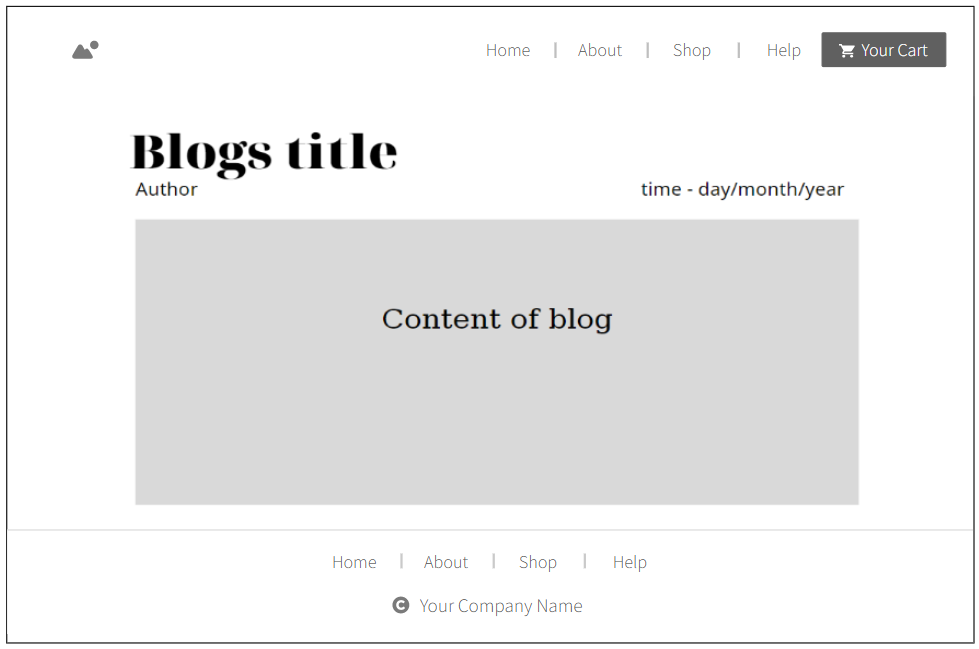 Home | About | Shop | Help Your Cart
Blogs title
Author time - day/month/year
Content of blog
Home | About | Shop | Help
© Your Company Name